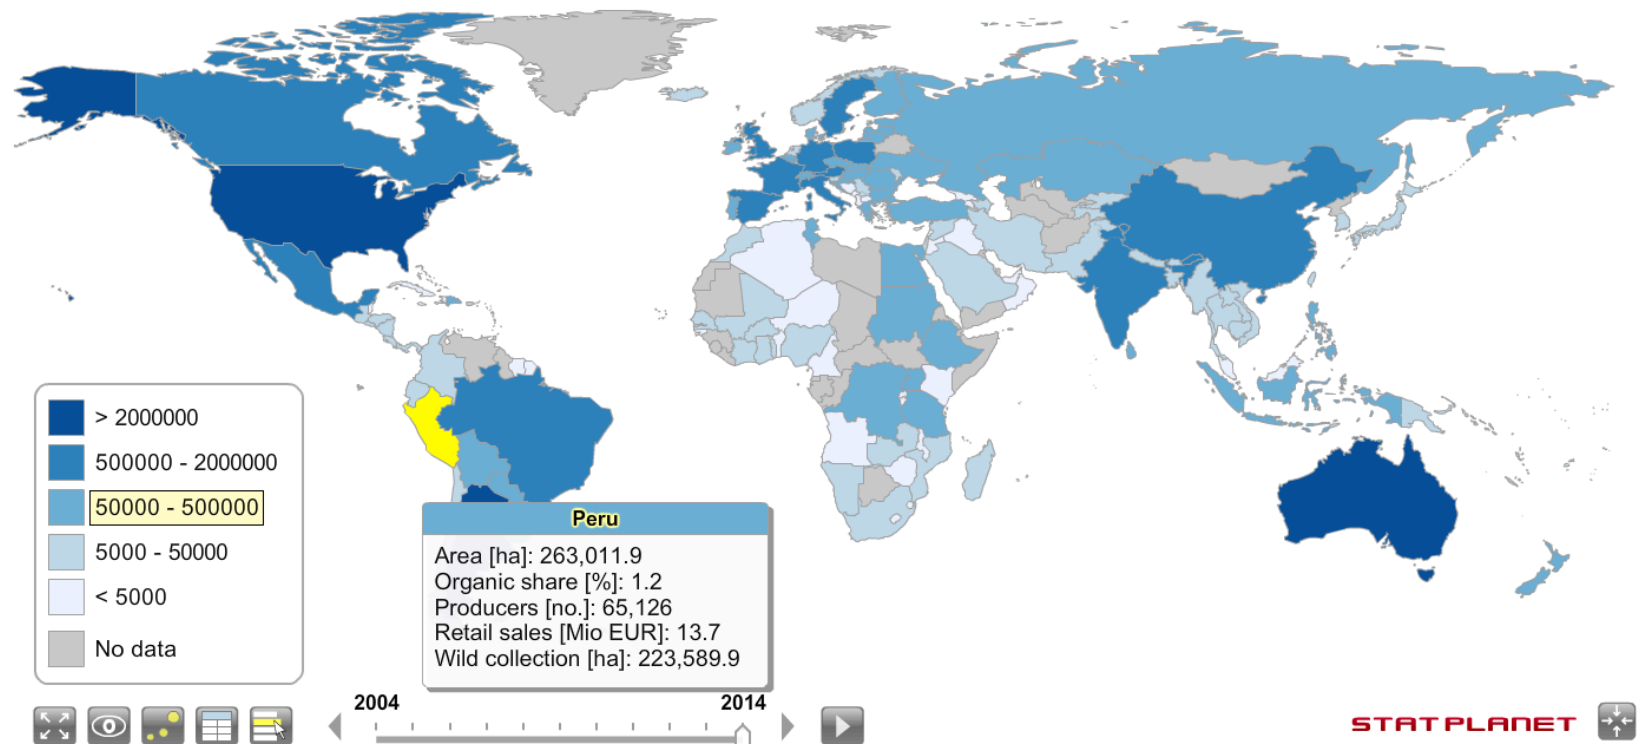 > 2000000
500000 - 2000000
50000 - 500000
5000 - 50000
< 5000
No data
Peru
Area [ha]: 263,011.9
Organic share [%]: 1.2
Producers [no.]: 65,126
Retail sales [Mio EUR]: 13.7
Wild collection [ha]: 223,589.9
2004
2014
STATPLANET